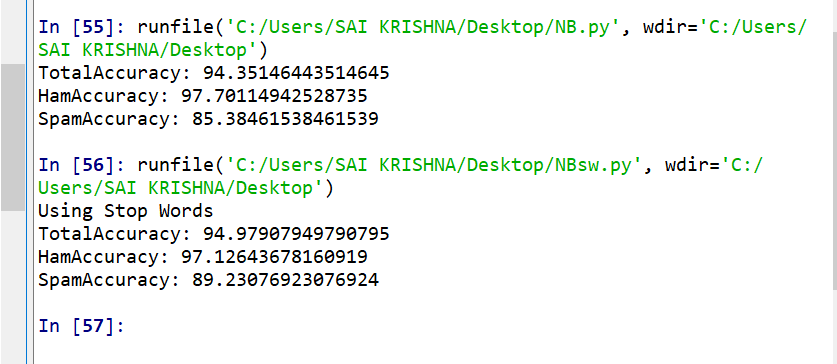 In [55]: runfile('C:/Users/SAI KRISHNA/Desktop/NB.py', wdir='C:/Users/
SAI KRISHNA/Desktop')
TotalAccuracy: 94.35146443514645
HamAccuracy: 97.70114942528735
SpamAccuracy: 85.38461538461539
In [56]: runfile('C:/Users/SAI KRISHNA/Desktop/NBsw.py', wdir='C:/
Users/SAI KRISHNA/Desktop')
Using Stop Words
TotalAccuracy: 94.97907949790795
HamAccuracy: 97.12643678160919
SpamAccuracy: 89.23076923076924
In [57]: